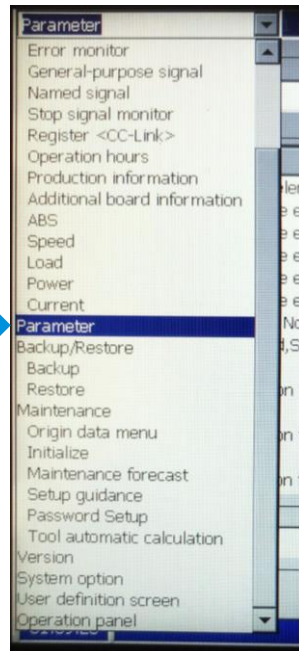 Parameter
Error monitor
General-purpose signal
Named signal
Stop signal monitor
Register <CC-Link>
Operation hours
Production information
Additional board information
ABS
Speed
Load
Power
Current
Parameter
Backup/Restore
Backup
Restore
Maintenance
Origin data menu
Initialize
Maintenance forecast
Setup guidance
Password Setup
Tool automatic calculation
Version
System option
User definition screen
Operation panel